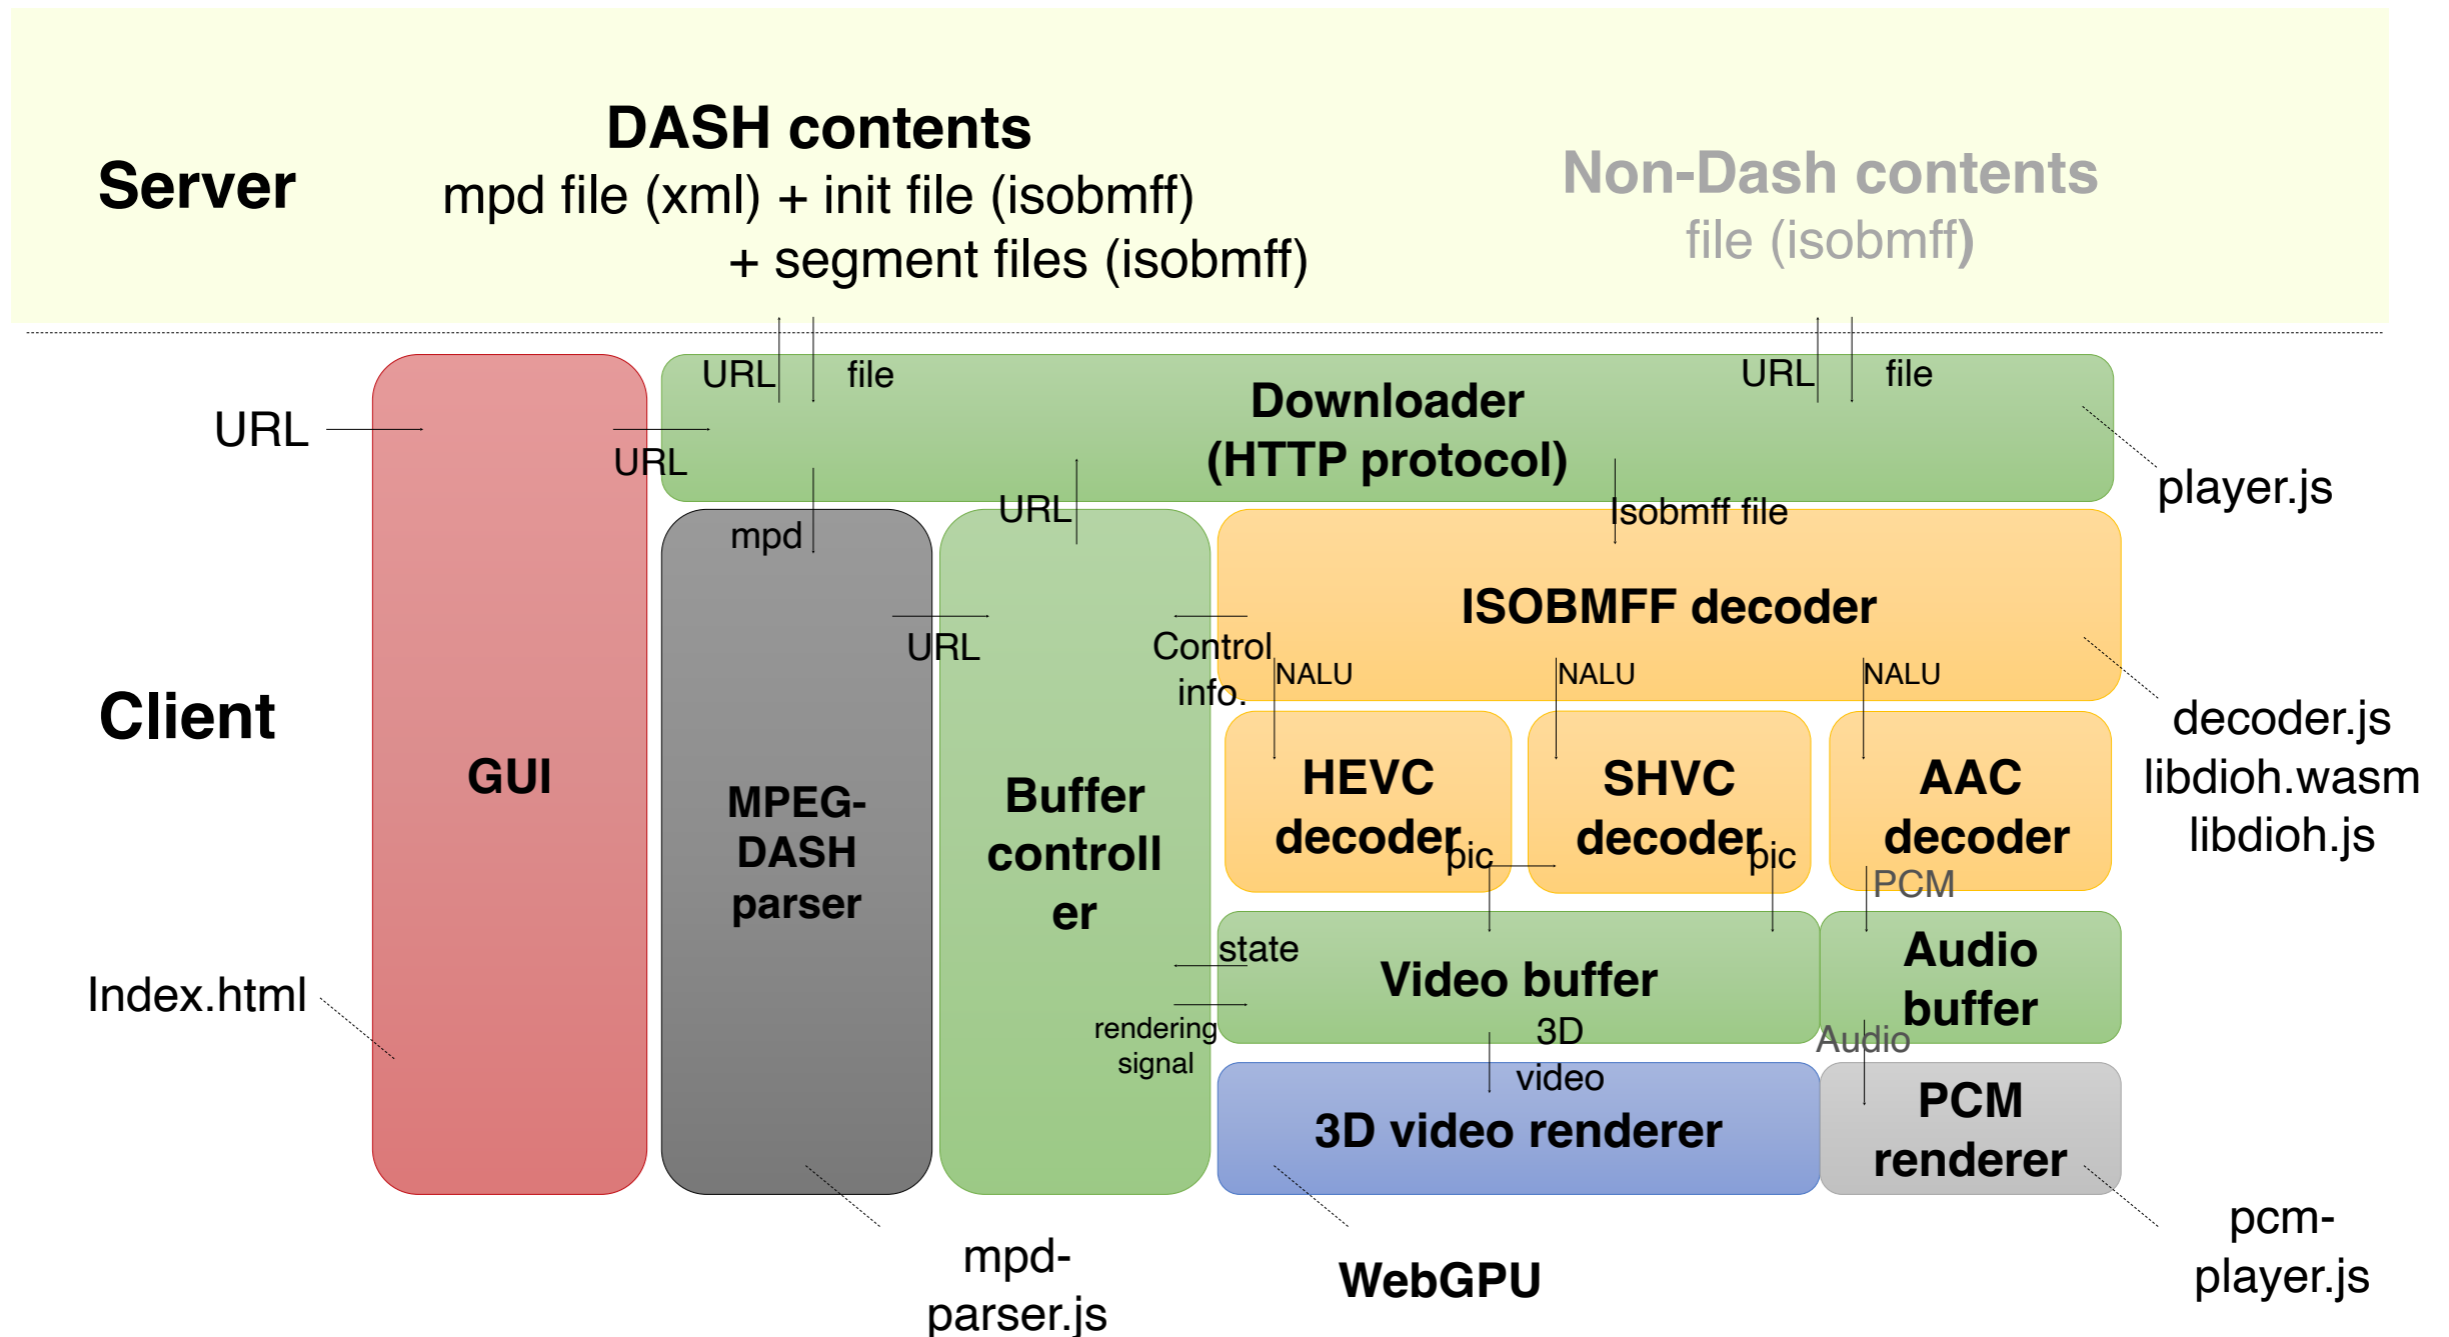 DASH contents
Server
mpd file (xml) + init file (isobmff)
+ segment files (isobmff)
Non-Dash contents
file (isobmff)
URL
file
URL
file
Downloader
(HTTP protocol)
URL
URL
player.js
mpd
URL
Isobmff file
ISOBMFF decoder
URL
Control
info.
NALU
NALU
NALU
Client
GUI
MPEG-
DASH
parser
Buffer
controll
er
HEVC
decoder
SHVC
decoder
AAC
decoder
decoder.js
libdioh.wasm
libdioh.js
pic
pic
PCM
state
Video buffer
Audio
buffer
Index.html
rendering
signal
3D
video
Audio
3D video renderer
PCM
renderer
mpd-
parser.js
WebGPU
pcm-
player.js